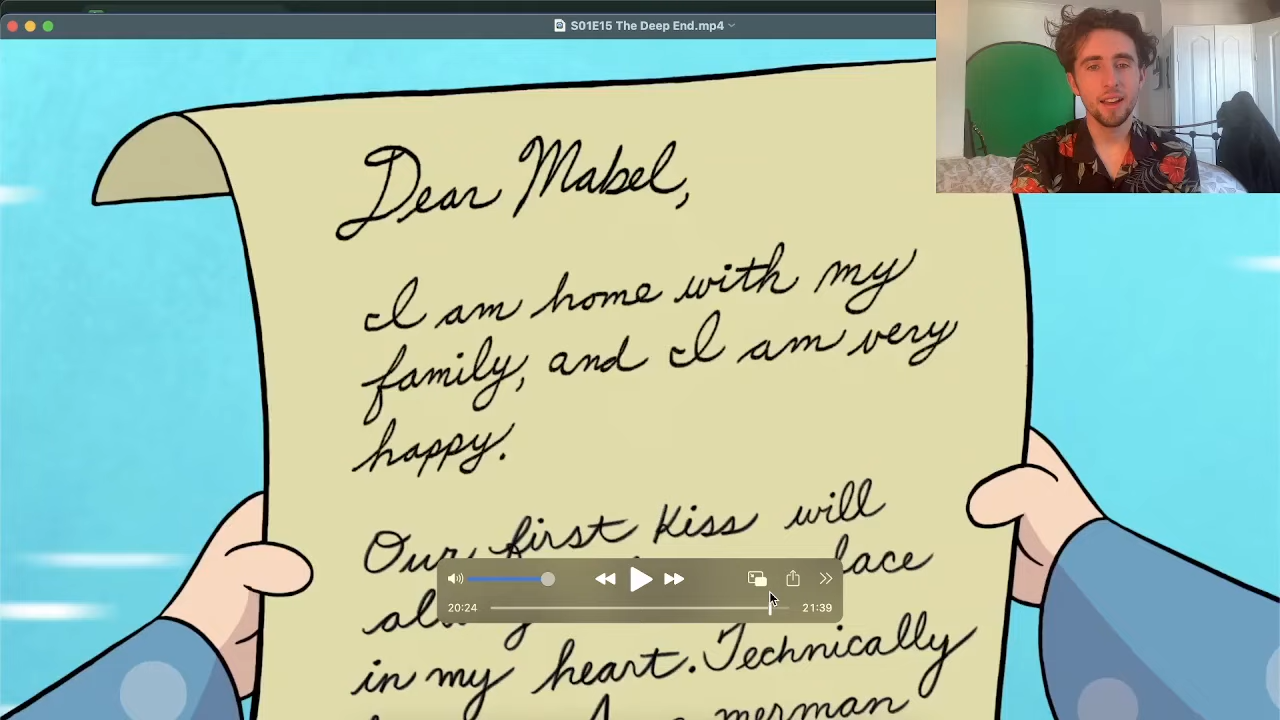 S01E15 The Deep End.mp4
Dear Mabel,
I am home with my
family, and I am very
happy.
Our first kiss will
in my heart. Technically
merman
20:24
21:39